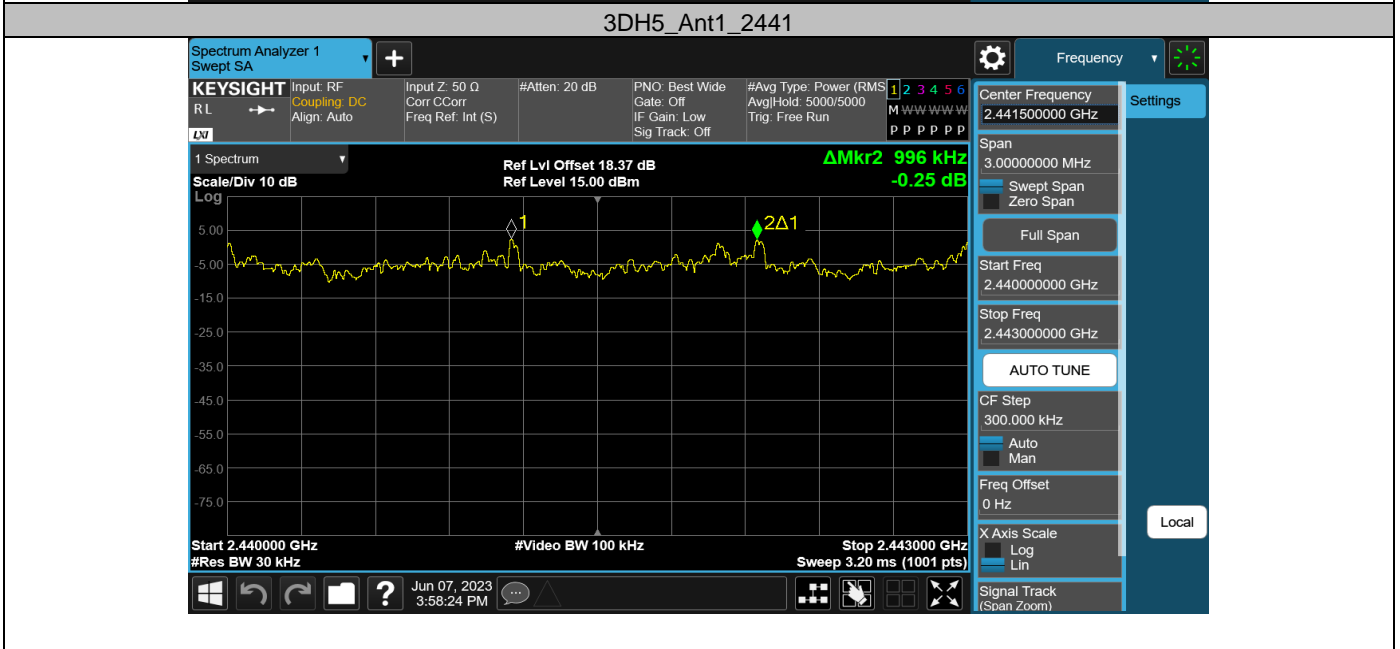 3DH5_Ant1_2441
Spectrum Analyzer 1
Swept SA
+
Frequency
KEYSIGHT
R L
LXI
Input: RF
Coupling: DC
Align: Auto
Input Z: 50 Ω
Corr CCorr
Freq Ref: Int (S)
#Atten: 20 dB
PNO: Best Wide
Gate: Off
IF Gain: Low
Sig Track: Off
#Avg Type: Power (RMS
Avg|Hold: 5000/5000
Trig: Free Run
1 2 3 4 5 6
M W W W W W
P P P P P P
1 Spectrum
Scale/Div 10 dB
Ref Lvl Offset 18.37 dB
Ref Level 15.00 dBm
ΔMkr2 996 kHz
-0.25 dB
Log
5.00
-5.00
-15.0
-25.0
-35.0
-45.0
-55.0
-65.0
-75.0
1
2Δ1
Start 2.440000 GHz
#Res BW 30 kHz
#Video BW 100 kHz
Stop 2.443000 GHz
Sweep 3.20 ms (1001 pts)
Center Frequency
2.441500000 GHz
Settings
Span
3.00000000 MHz
Swept Span
Zero Span
Full Span
Start Freq
2.440000000 GHz
Stop Freq
2.443000000 GHz
AUTO TUNE
CF Step
300.000 kHz
Auto
Man
Freq Offset
0 Hz
X Axis Scale
Log
Lin
Local
Signal Track
(Span Zoom)
?
Jun 07, 2023
3:58:24 PM